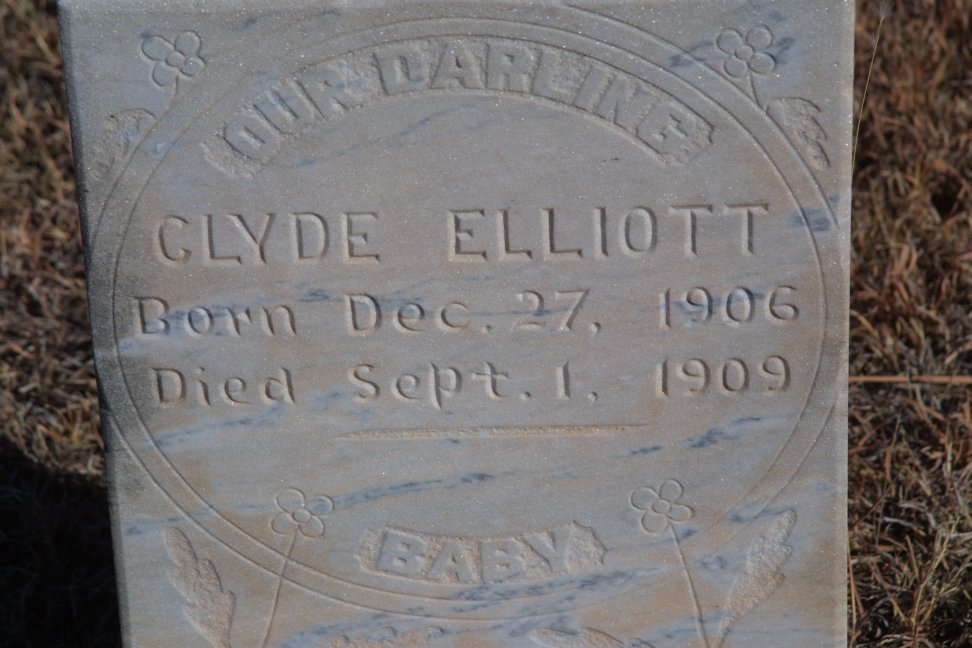 OUR DARLING
CLYDE ELLIOTT
Born Dec. 27, 1906
Died Sept. 1, 1909
BABY